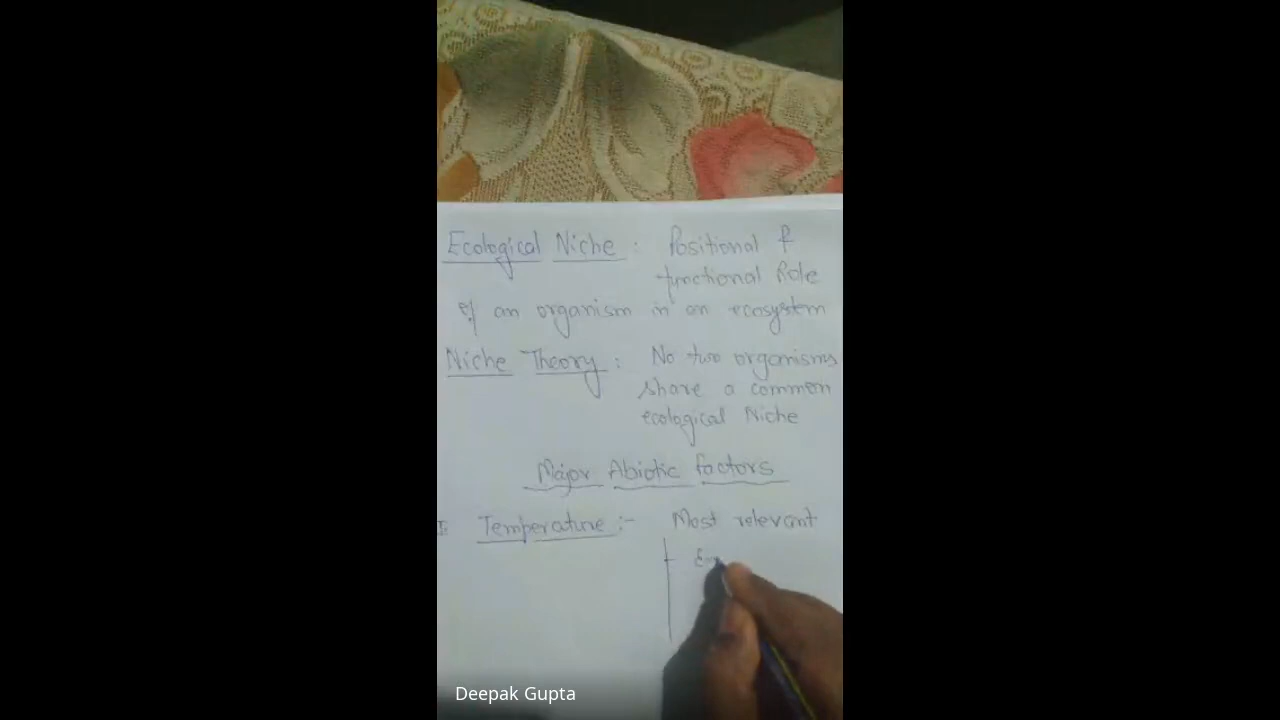 Ecological Niche : Positional &
functional Role
of an organism in an ecosystem
Niche Theory : No two organisms
share a common
ecological Niche
Major Abiotic factors
I. Temperature :- Most relevant
Deepak Gupta